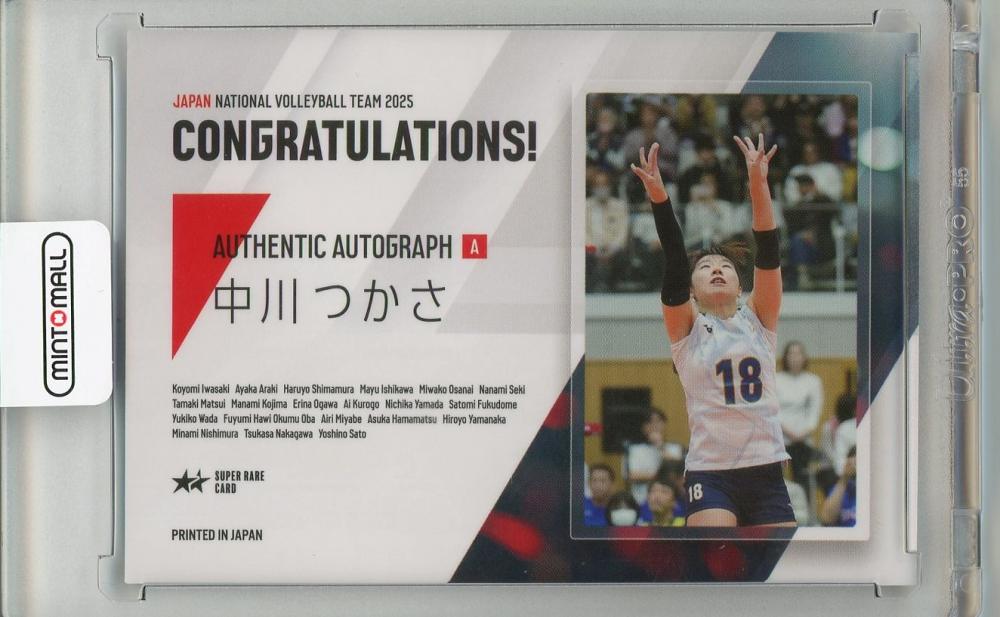 JAPAN NATIONAL VOLLEYBALL TEAM 2025
CONGRATULATIONS!
AUTHENTIC AUTOGRAPH A
中川 つかさ
Koyomi Iwasaki Ayaka Araki Haruyo Shimamura Mayu Ishikawa Miwako Osanai Nanami Seki
Tamaki Matsui Manami Kojima Erina Ogawa Ai Kurogo Nichika Yamada Satomi Fukudome
Yukiko Wada Fuyumi Hawi Okumu Oba Airi Miyabe Asuka Hamamatsu Hiroyo Yamanaka
Minami Nishimura Tsukasa Nakagawa Yoshino Sato
SUPER RARE
CARD
PRINTED IN JAPAN
18
18
MINTOMALL
Ultra•PRO
55